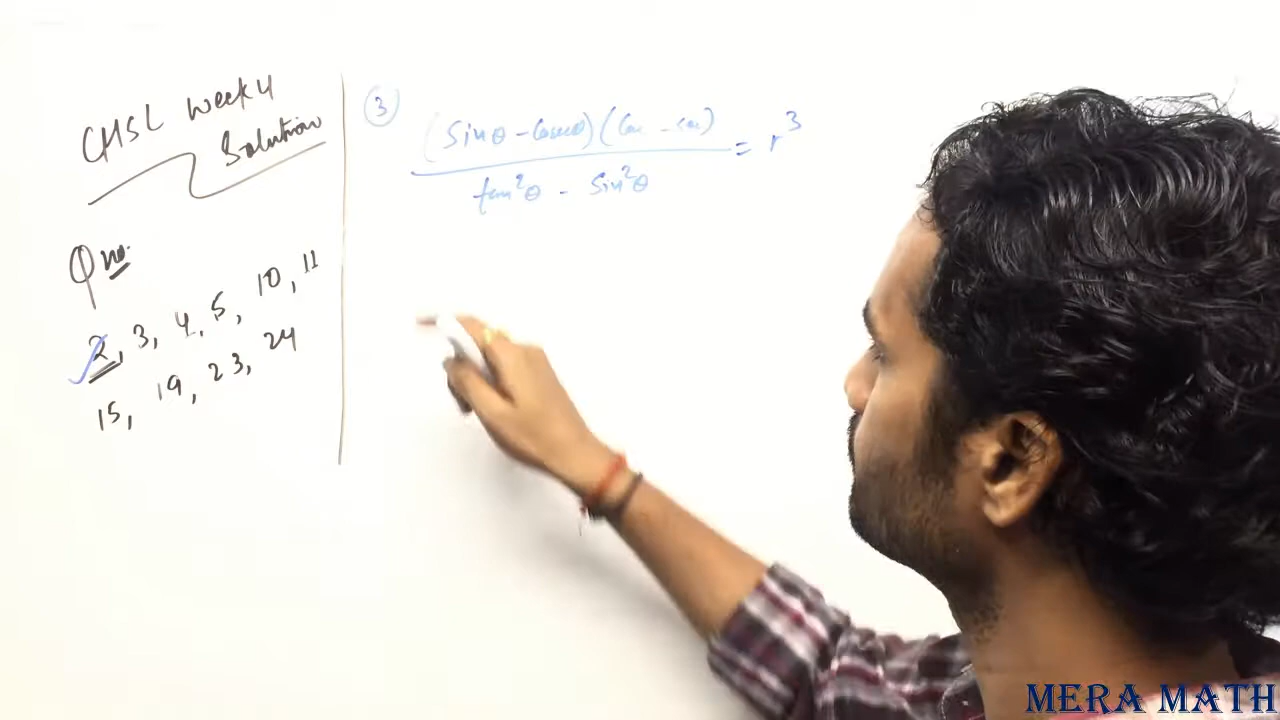 CHSL Week 4
Solution
Q no.
2, 3, 4, 5, 10, 11
15, 19, 23, 24
3
(Sinθ - Cosecθ)(Cos - Sec)
= r³
tan²θ - Sin²θ
MERA MATH